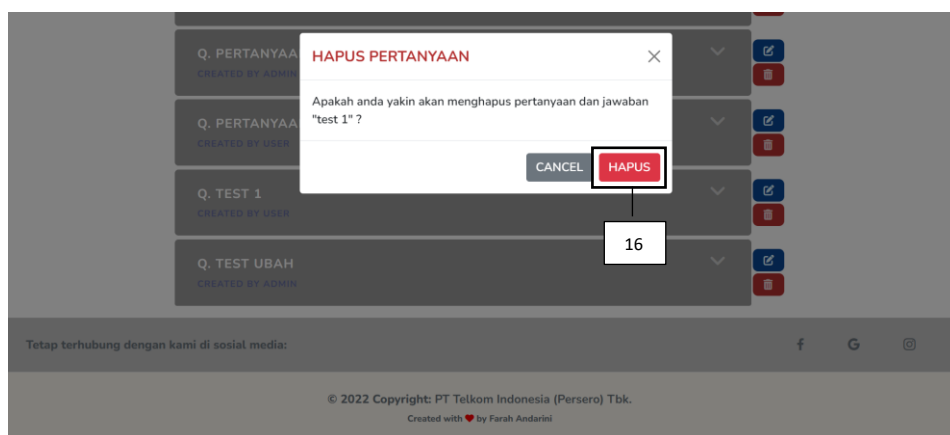 Q. PERTANYAA
CREATED BY ADMIN
HAPUS PERTANYAAN
Apakah anda yakin akan menghapus pertanyaan dan jawaban
"test 1" ?
CANCEL HAPUS
Q. PERTANYAA
CREATED BY USER
Q. TEST 1
CREATED BY USER
16
Q. TEST UBAH
CREATED BY ADMIN
Tetap terhubung dengan kami di sosial media:
© 2022 Copyright: PT Telkom Indonesia (Persero) Tbk.
Created with ❤ by Farah Andarini